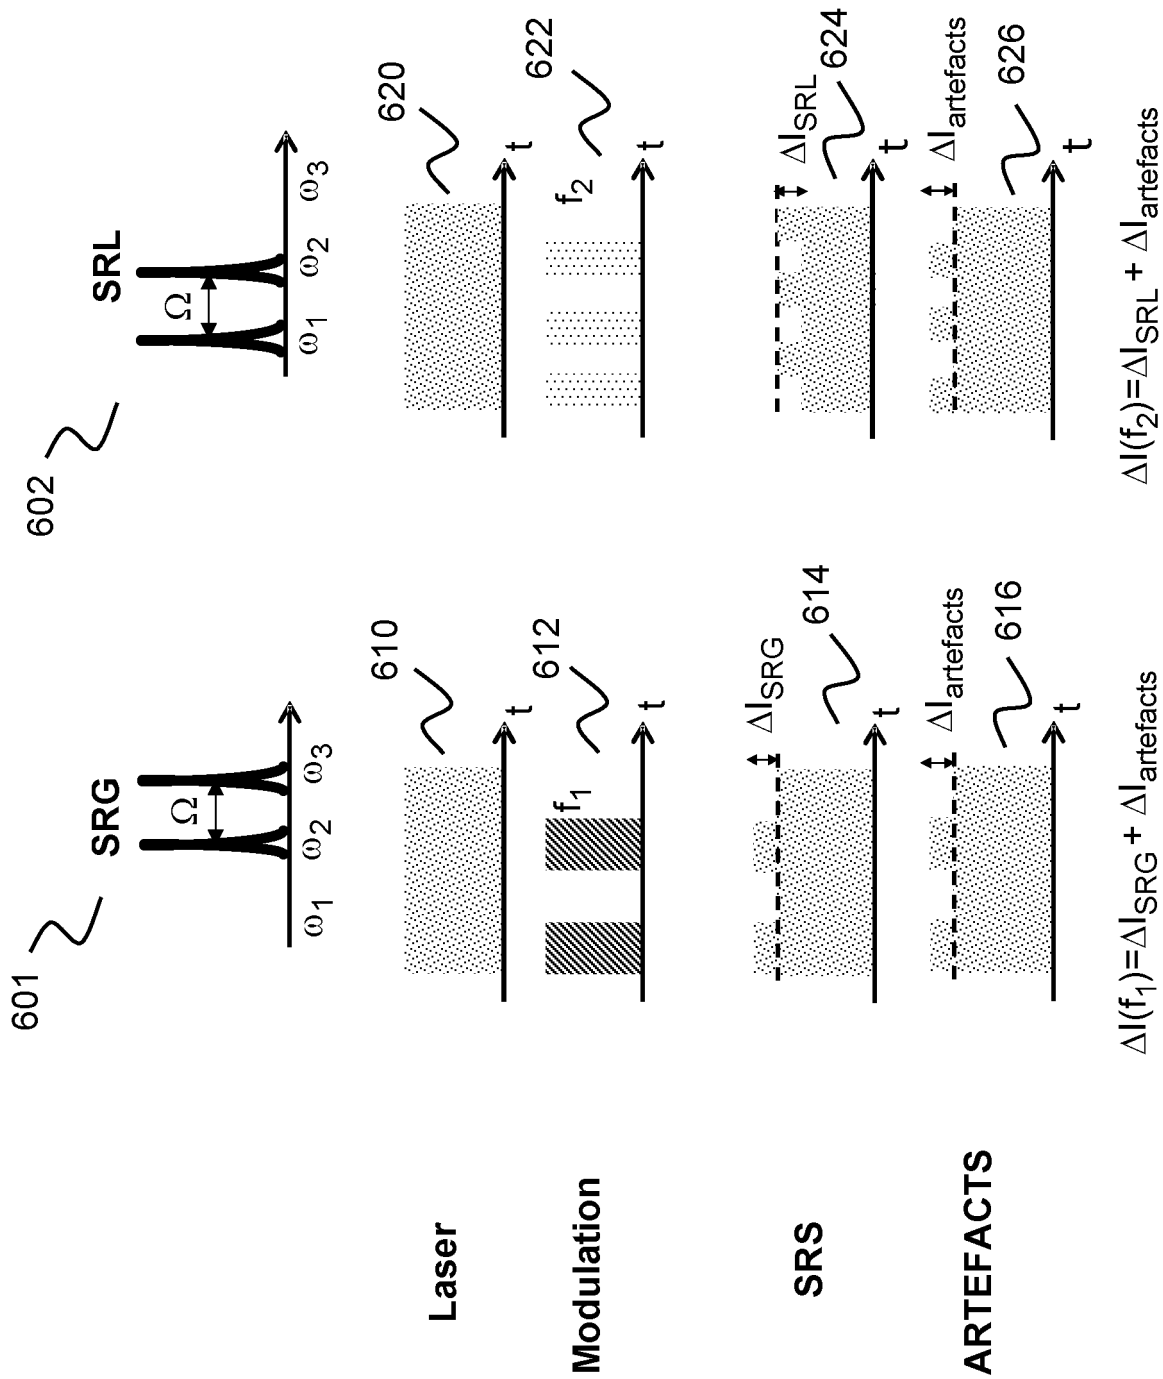 601
SRG
Ω
ω1 ω2 ω3
602
SRL
Ω
ω1 ω2 ω3
Laser
610
t
620
t
Modulation
f1
612
t
f2
622
t
SRS
ΔISRG
614
t
ΔISRL
624
t
ARTEFACTS
ΔIartefacts
616
t
ΔIartefacts
626
t
ΔI(f1)=ΔISRG + ΔIartefacts
ΔI(f2)=ΔISRL + ΔIartefacts